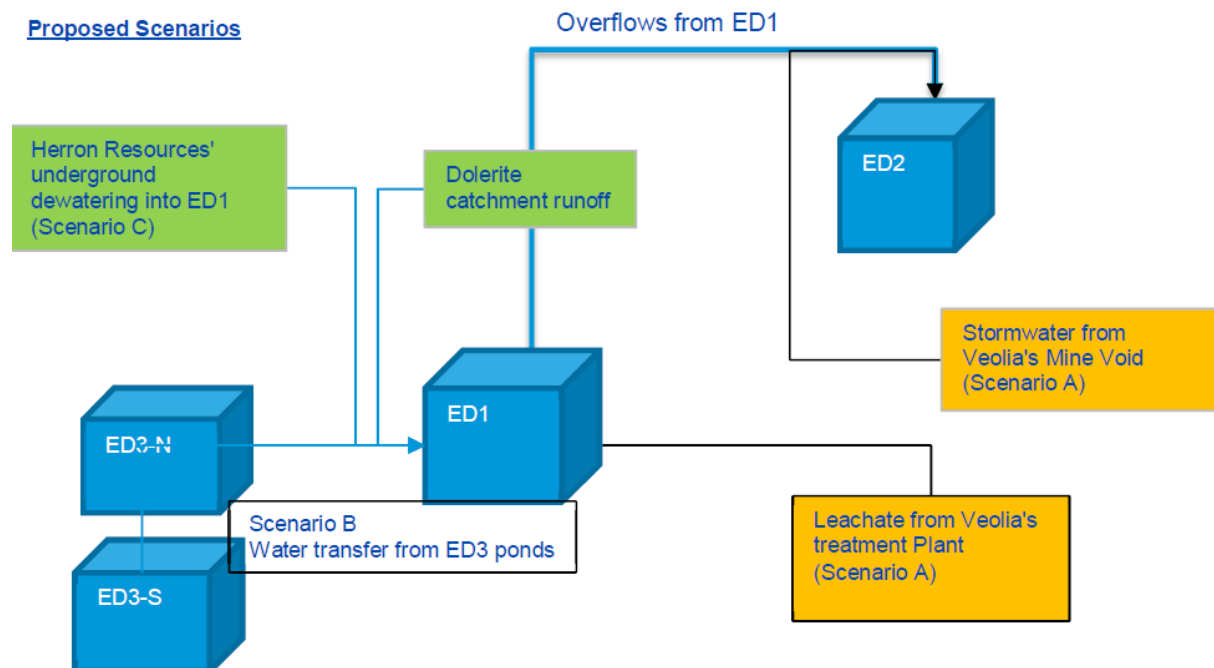 Proposed Scenarios
Overflows from ED1
Herron Resources'
underground
dewatering into ED1
(Scenario C)
Dolerite
catchment runoff
ED2
Stormwater from
Veolia's Mine Void
(Scenario A)
ED1
ED3-N
Scenario B
Water transfer from ED3 ponds
Leachate from Veolia's
treatment Plant
(Scenario A)
ED3-S